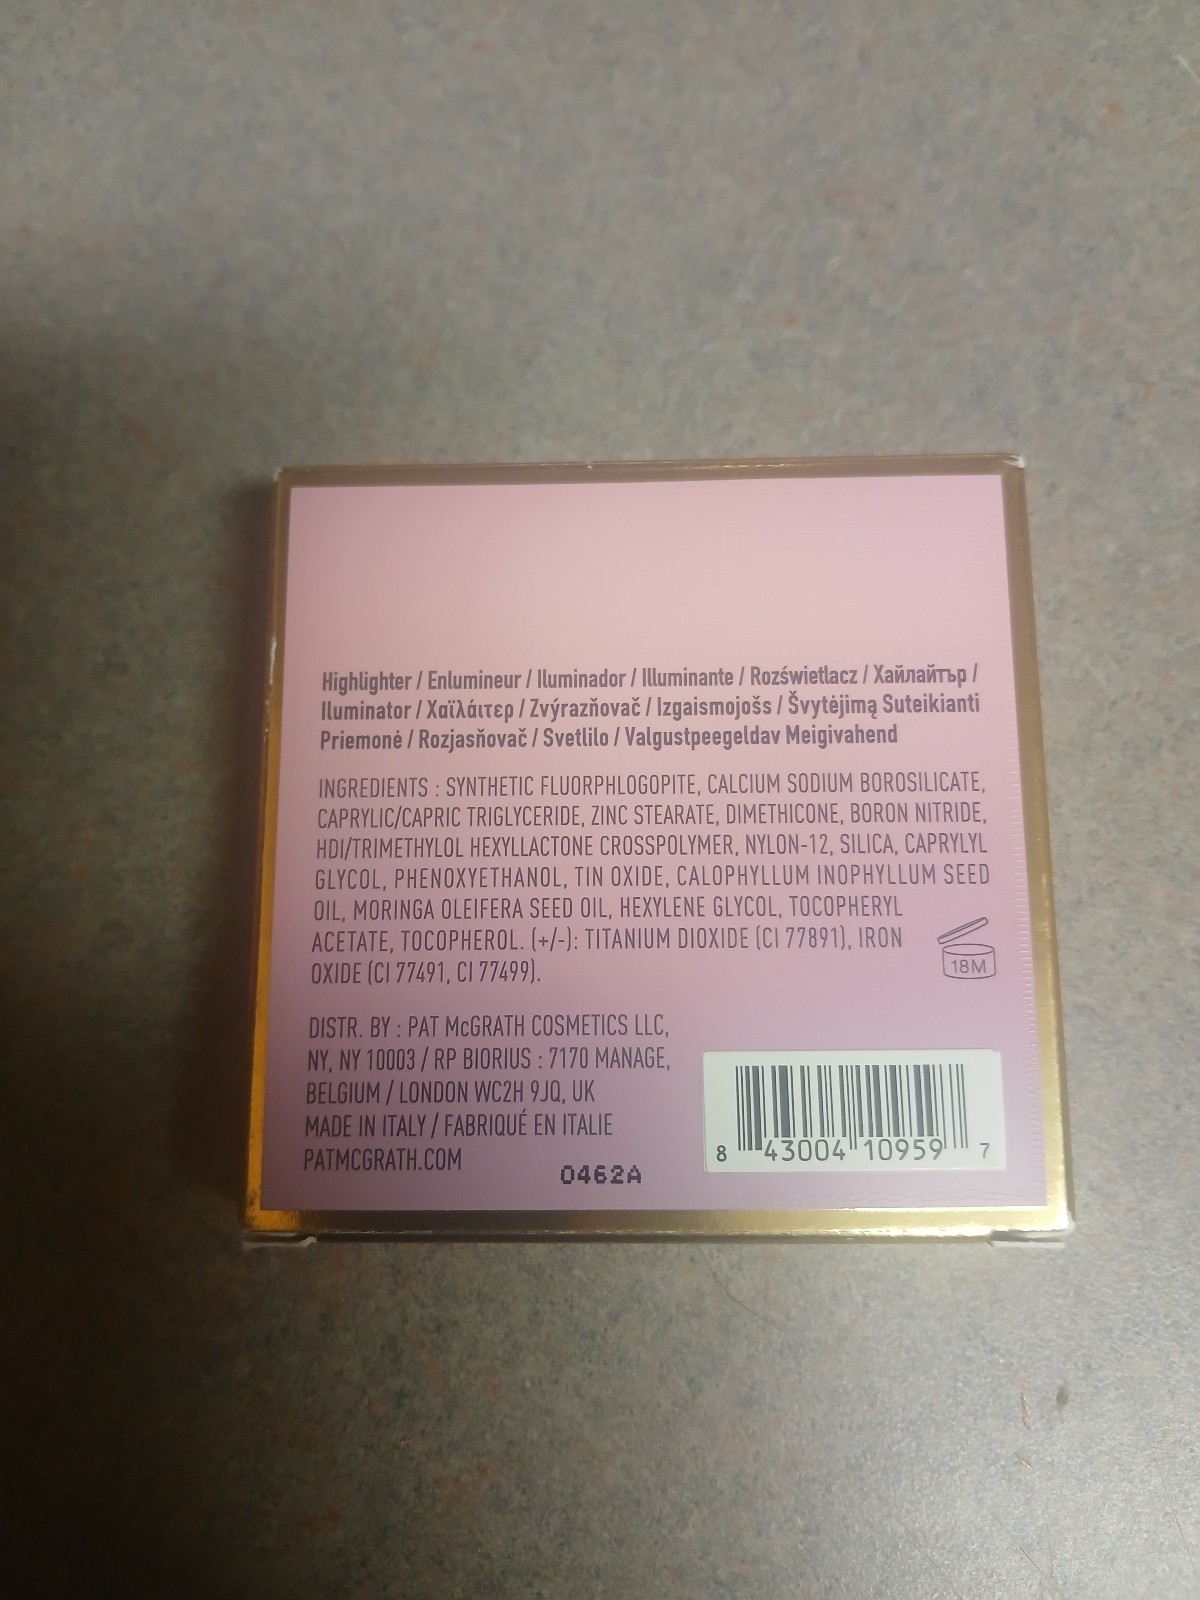 Highlighter / Enlumineur / Iluminador / Illuminante / Rozświetlacz / Хайлайтър /
Iluminator / Χαϊλάιτερ / Zvýrazňovač / Izgaismojošs / Švytėjimą Suteikianti
Priemonė / Rozjasňovač / Svetlilo / Valgustpeegeldav Meigivahend
INGREDIENTS : SYNTHETIC FLUORPHLOGOPITE, CALCIUM SODIUM BOROSILICATE,
CAPRYLIC/CAPRIC TRIGLYCERIDE, ZINC STEARATE, DIMETHICONE, BORON NITRIDE,
HDI/TRIMETHYLOL HEXYLLACTONE CROSSPOLYMER, NYLON-12, SILICA, CAPRYLYL
GLYCOL, PHENOXYETHANOL, TIN OXIDE, CALOPHYLLUM INOPHYLLUM SEED
OIL, MORINGA OLEIFERA SEED OIL, HEXYLENE GLYCOL, TOCOPHERYL
ACETATE, TOCOPHEROL. (+/-): TITANIUM DIOXIDE (CI 77891), IRON
OXIDE (CI 77491, CI 77499).
18M
DISTR. BY : PAT McGRATH COSMETICS LLC,
NY, NY 10003 / RP BIORIUS : 7170 MANAGE,
BELGIUM / LONDON WC2H 9JQ, UK
MADE IN ITALY / FABRIQUÉ EN ITALIE
PATMCGRATH.COM
0462A
8 43004 10959 7